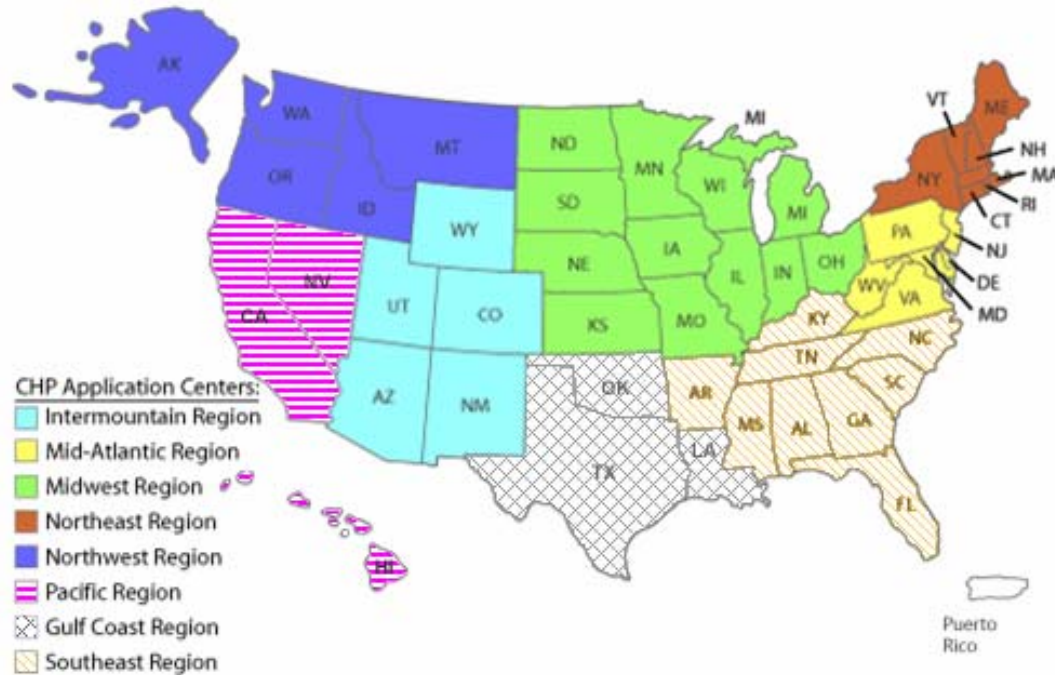 AK
WA
MT
ND
MN
MI
VT
ME
NH
MA
OR
ID
SD
WI
MI
NY
RI
CT
WY
IA
PA
NJ
NE
IL
IN
OH
DE
NV
UT
CO
WV
VA
MD
CA
KS
MO
KY
NC
TN
AZ
NM
OK
AR
SC
MS
AL
GA
LA
TX
FL
HI
CHP Application Centers:
Intermountain Region
Mid-Atlantic Region
Midwest Region
Northeast Region
Northwest Region
Pacific Region
Gulf Coast Region
Southeast Region
Puerto
Rico